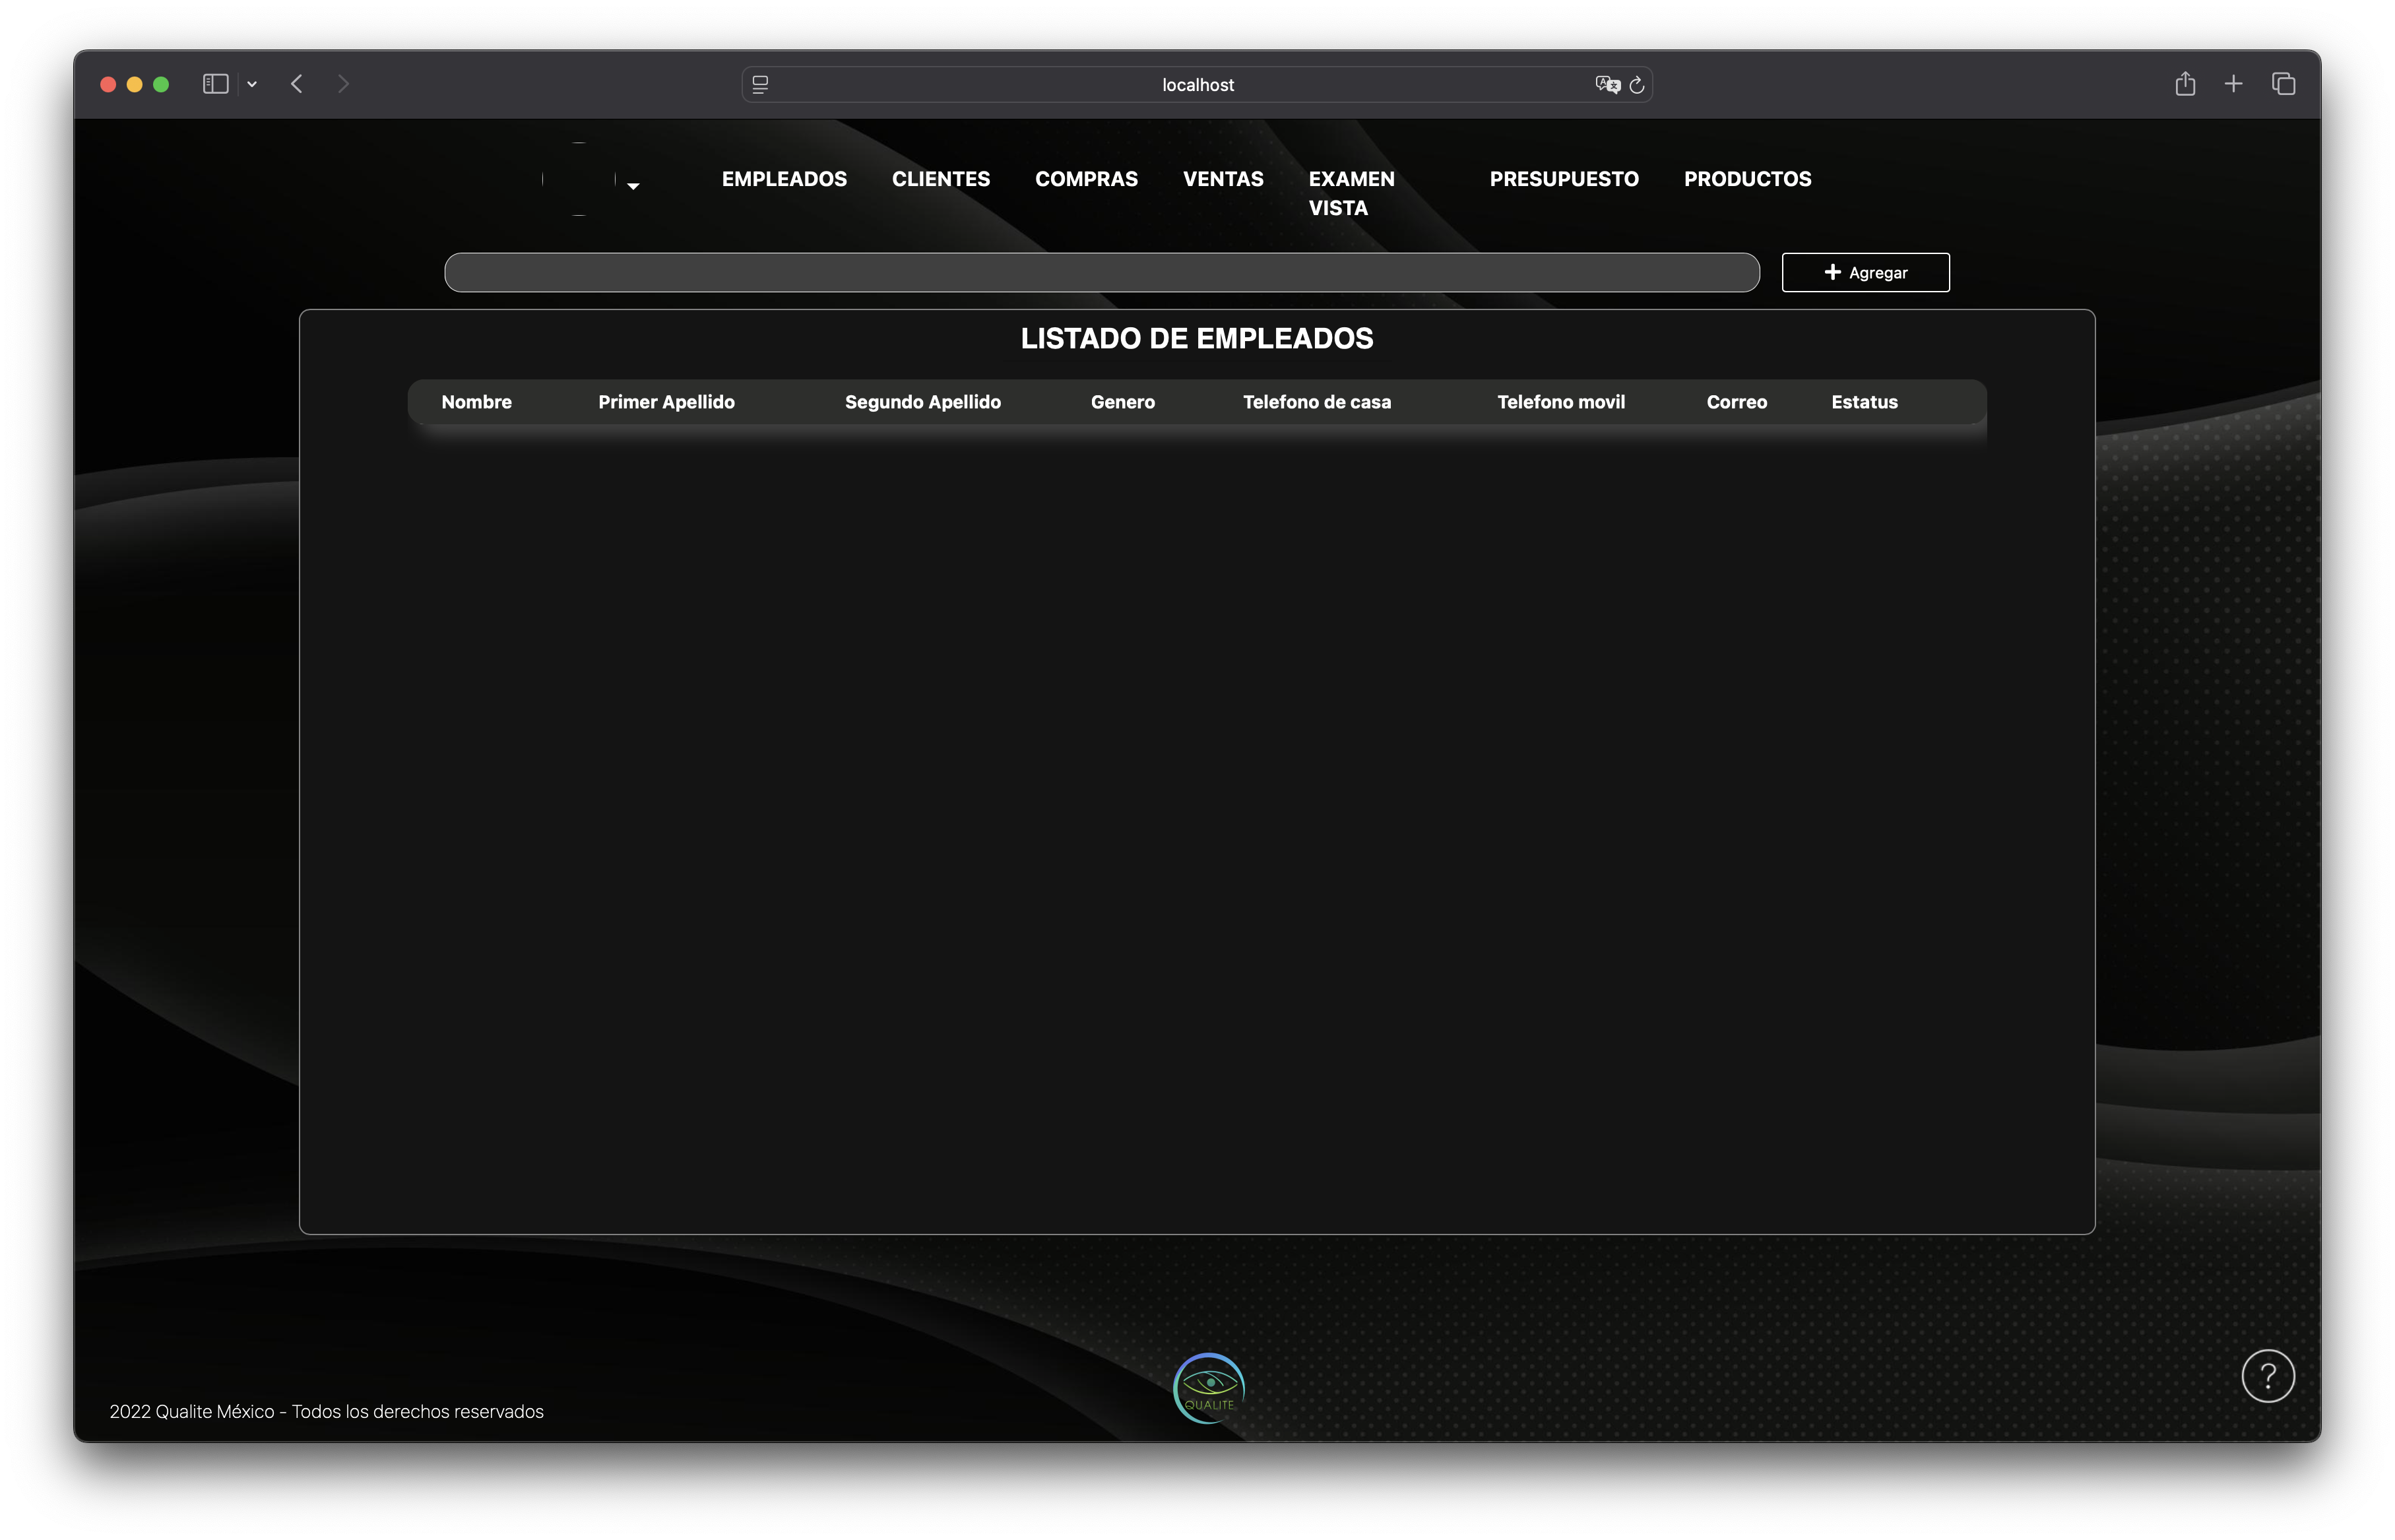 localhost
EMPLEADOS CLIENTES COMPRAS VENTAS EXAMEN VISTA PRESUPUESTO PRODUCTOS
Agregar
LISTADO DE EMPLEADOS
Nombre Primer Apellido Segundo Apellido Genero Telefono de casa Telefono movil Correo Estatus
QUALITE
?
2022 Qualite México - Todos los derechos reservados